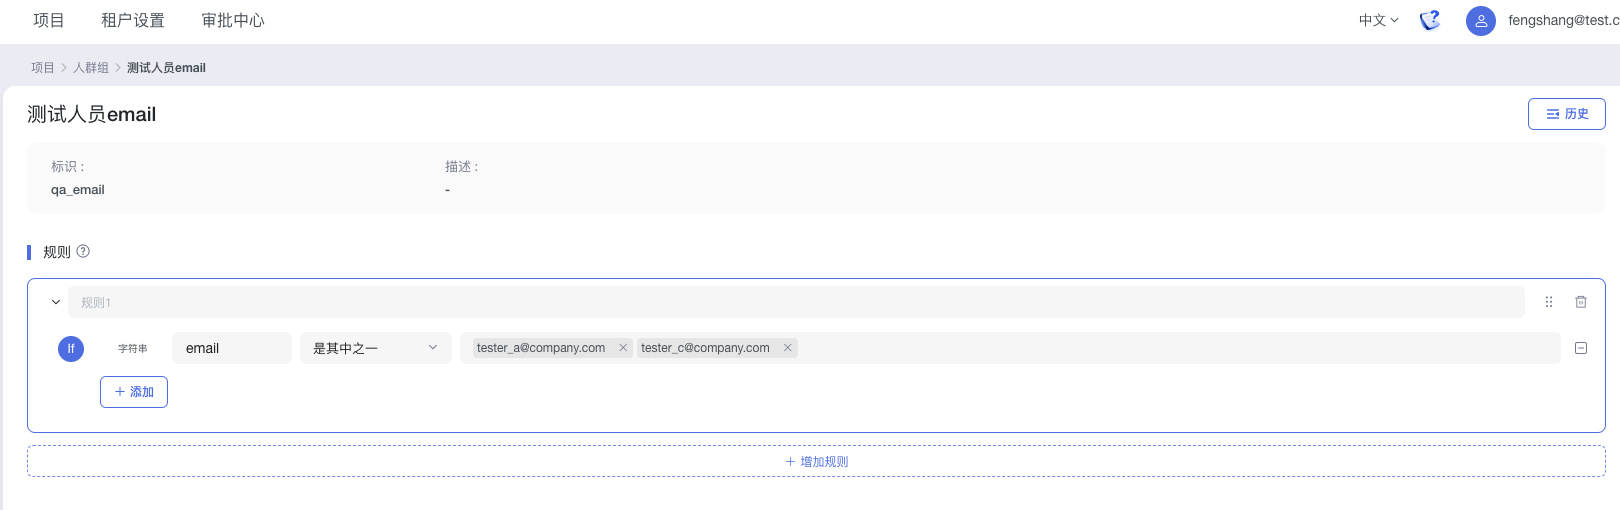 项目 租户设置 审批中心 中文 fengshang@test.c
项目 > 人群组 > 测试人员email
测试人员email 历史
标识 : 描述 :
qa_email -
规则
规则1
If 字符串 email 是其中之一 tester_a@company.com × tester_c@company.com ×
+ 添加
+ 增加规则